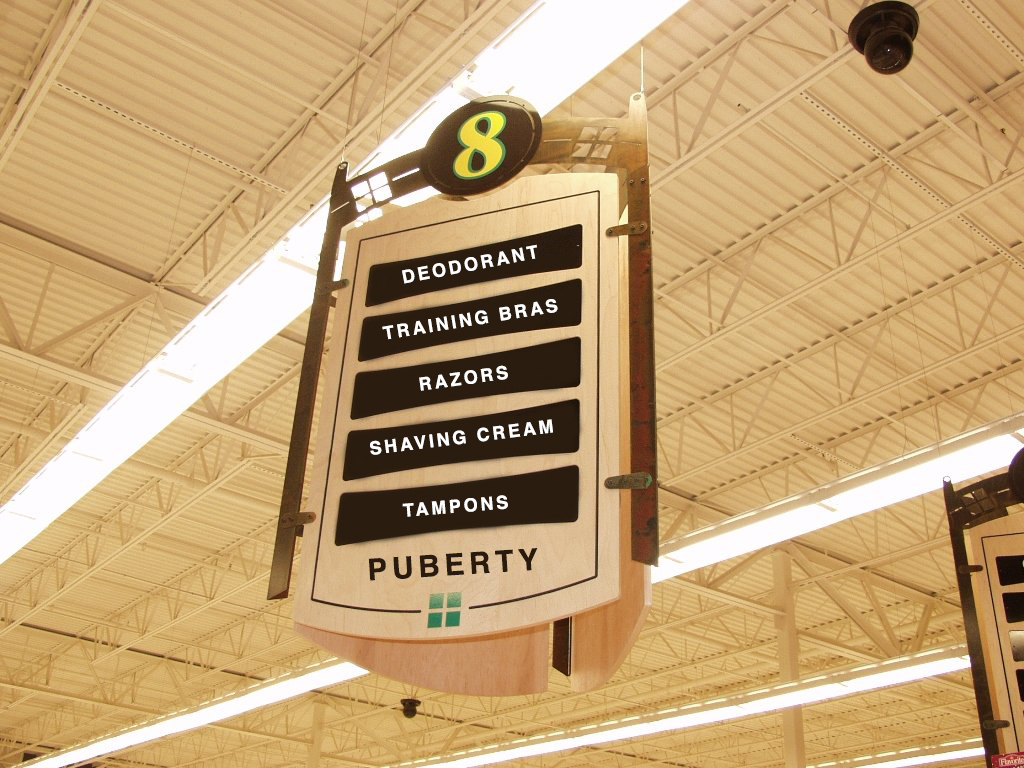 8
DEODORANT
TRAINING BRAS
RAZORS
SHAVING CREAM
TAMPONS
PUBERTY